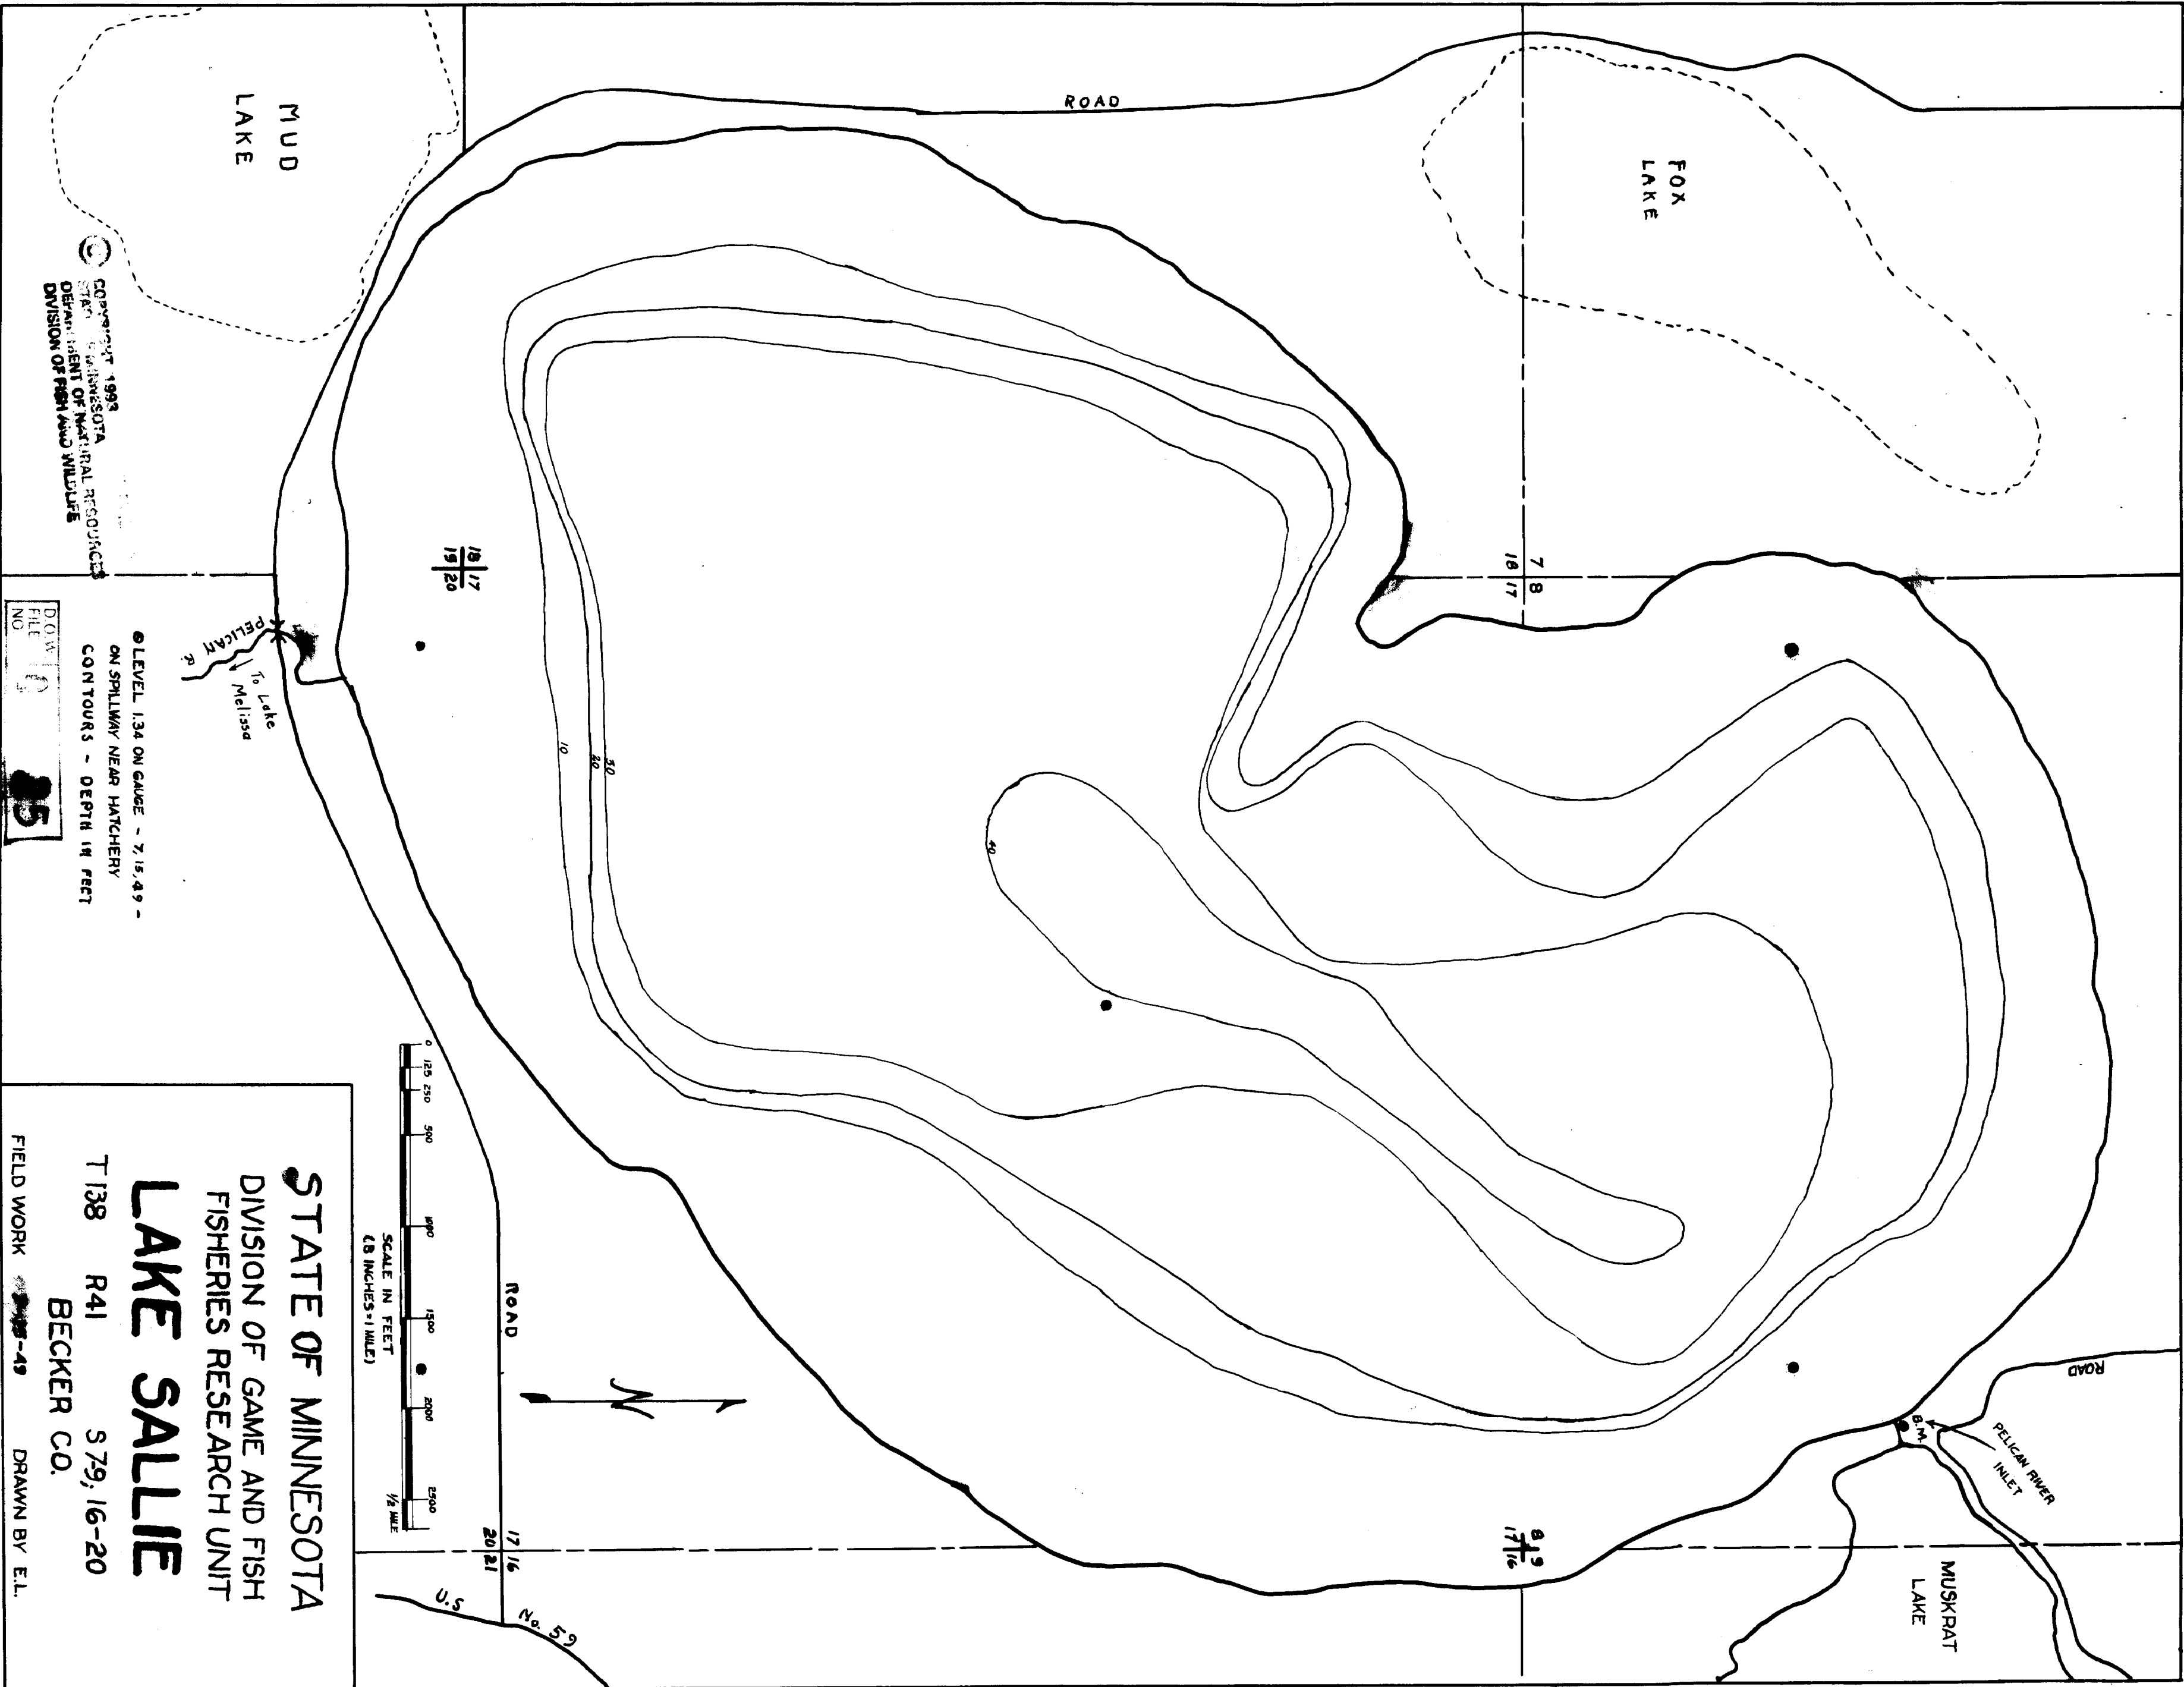 FOX
LAKE
ROAD
MUD
LAKE
7 8
18 17
18 17
19 20
8 9
17 16
17 16
20 21
ROAD
B.M.
PELICAN RIVER
INLET
MUSKRAT
LAKE
10
20
30
40
PELICAN
R.
To Lake
Melissa
ROAD
U.S. No. 59
LEVEL 1.34 ON GAUGE - 7,15,49 -
ON SPILLWAY NEAR HATCHERY
CONTOURS - DEPTH IN FEET
COPYRIGHT 1993
STATE MINNESOTA
DEPARTMENT OF NATURAL RESOURCES
DIVISION OF FISH AND WILDLIFE
D.O.W.
FILE
NO
0 125 250 500 1000 1500 2000 2500
1/2 MILE
SCALE IN FEET
(8 INCHES = 1 MILE)
STATE OF MINNESOTA
DIVISION OF GAME AND FISH
FISHERIES RESEARCH UNIT
LAKE SALLIE
T 138 R41 S 7-9, 16-20
BECKER CO.
FIELD WORK -49 DRAWN BY E.L.